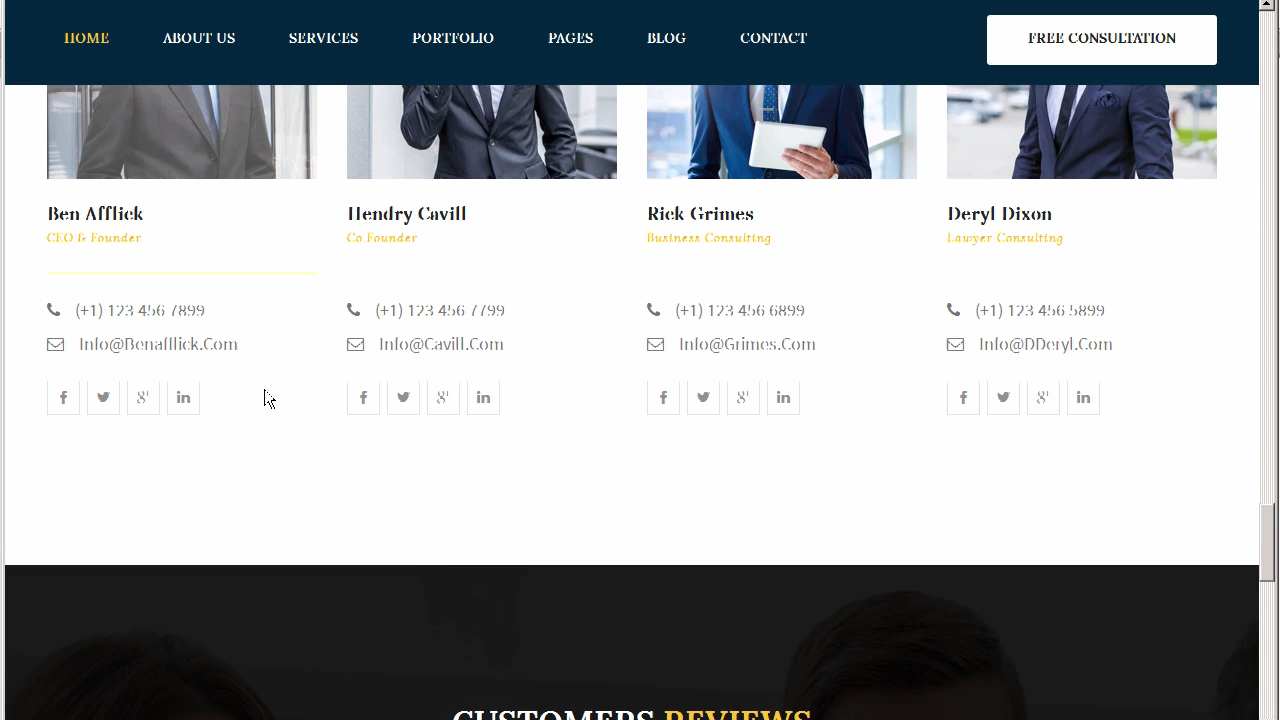 HOME ABOUT US SERVICES PORTFOLIO PAGES BLOG CONTACT FREE CONSULTATION
Ben Afflick Hendry Cavill Rick Grimes Deryl Dixon
CEO & Founder Co Founder Business Consulting Lawyer Consulting
(+1) 123 456 7899 (+1) 123 456 7799 (+1) 123 456 6899 (+1) 123 456 5899
Info@Benafflick.Com Info@Cavill.Com Info@Grimes.Com Info@DDeryl.Com
CUSTOMERS REVIEWS